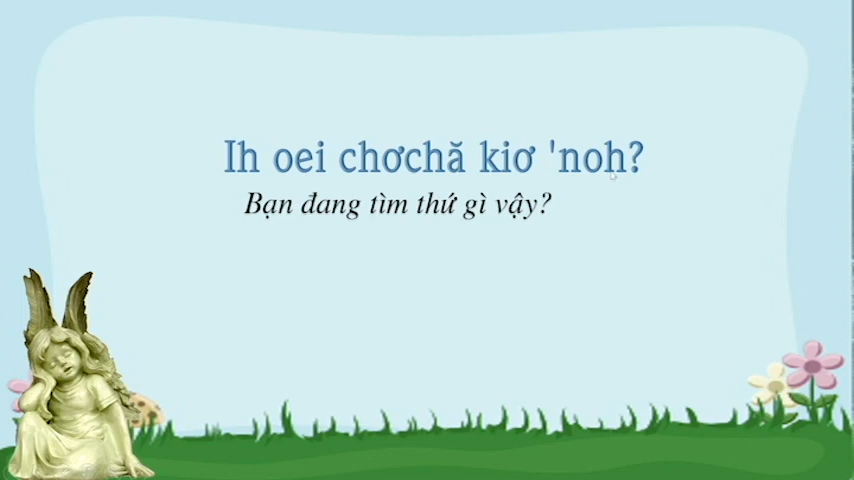 Ih oei chơchă kiơ 'noh?
Bạn đang tìm thứ gì vậy?